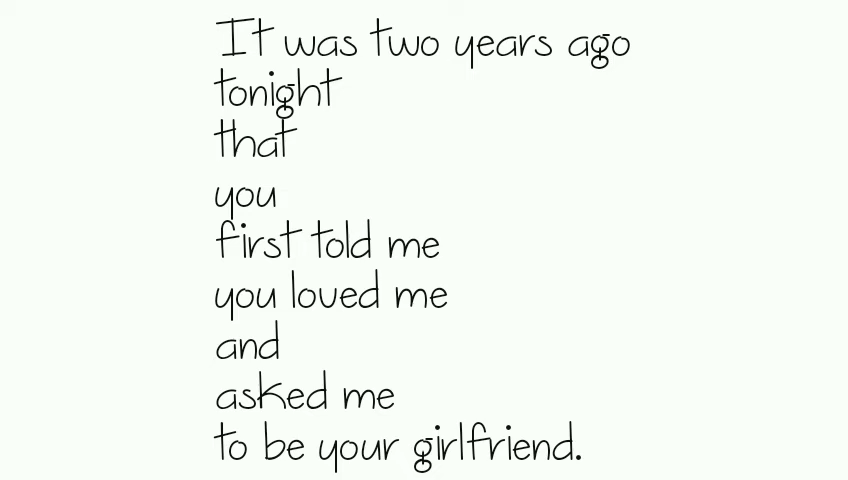 It was two years ago
tonight
that
you
first told me
you loved me
and
asked me
to be your girlfriend.